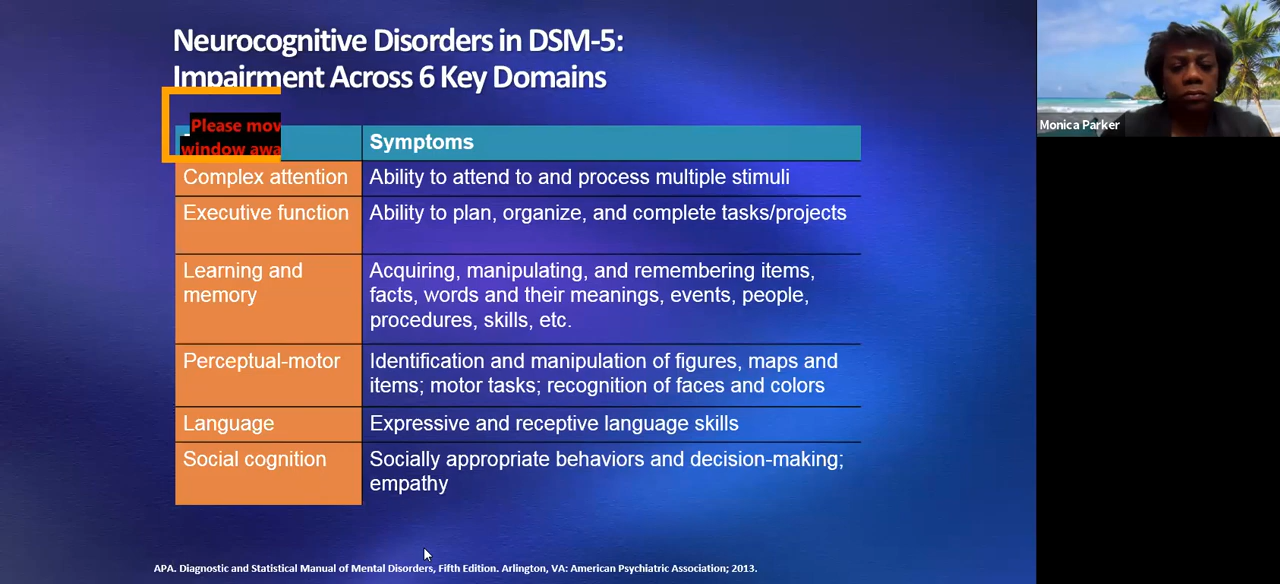 Neurocognitive Disorders in DSM-5:
Impairment Across 6 Key Domains
Please mov
window awa
Symptoms
Complex attention
Ability to attend to and process multiple stimuli
Executive function
Ability to plan, organize, and complete tasks/projects
Learning and
memory
Acquiring, manipulating, and remembering items,
facts, words and their meanings, events, people,
procedures, skills, etc.
Perceptual-motor
Identification and manipulation of figures, maps and
items; motor tasks; recognition of faces and colors
Language
Expressive and receptive language skills
Social cognition
Socially appropriate behaviors and decision-making;
empathy
APA. Diagnostic and Statistical Manual of Mental Disorders, Fifth Edition. Arlington, VA: American Psychiatric Association; 2013.
Monica Parker